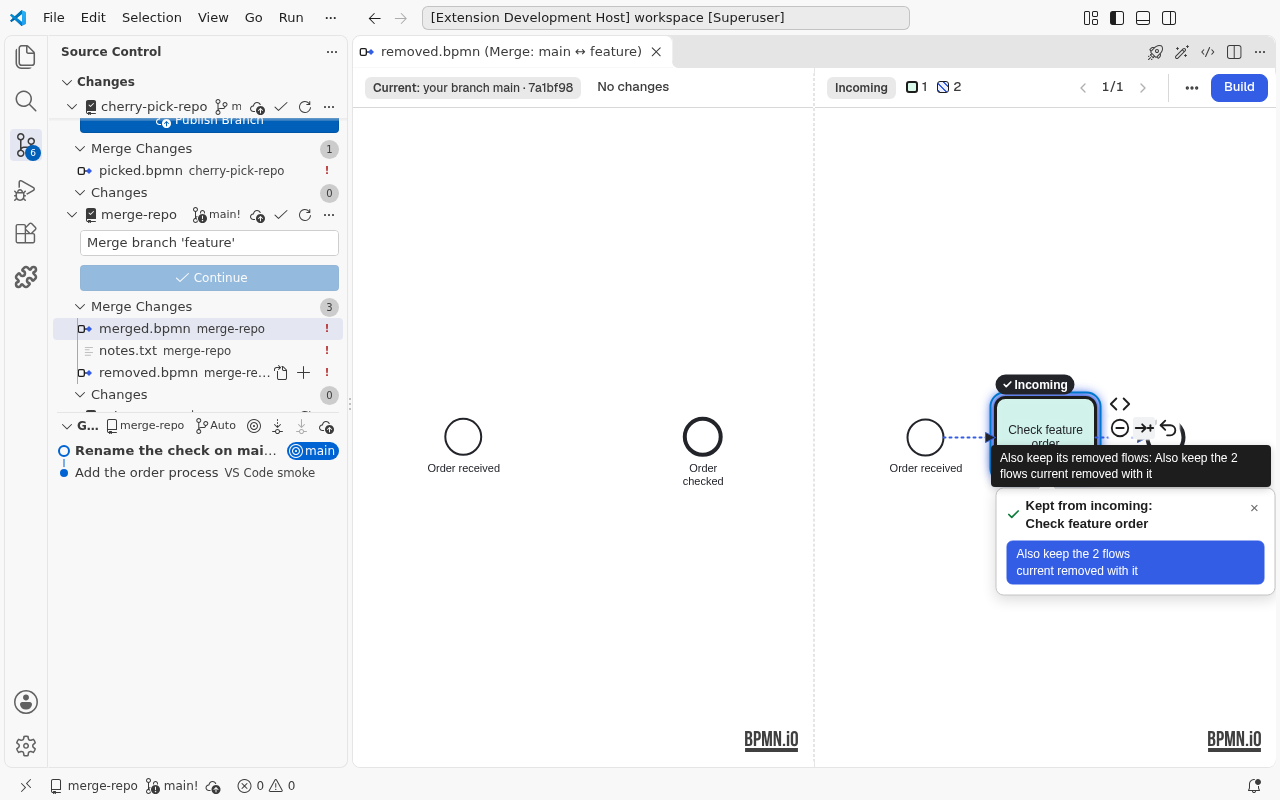 File Edit Selection View Go Run
[Extension Development Host] workspace [Superuser]
Source Control
Changes
cherry-pick-repo m
Publish Branch
Merge Changes 1
picked.bpmn cherry-pick-repo !
Changes 0
merge-repo main!
Merge branch 'feature'
Continue
Merge Changes 3
merged.bpmn merge-repo !
notes.txt merge-repo !
removed.bpmn merge-re... !
Changes 0
G... merge-repo Auto
Rename the check on mai... main
Add the order process VS Code smoke
6
removed.bpmn (Merge: main ↔ feature)
Current: your branch main · 7a1bf98 No changes
Incoming 1 2 1/1 Build
Order received
Order
checked
BPMN.iO
Incoming
Check feature
order
Order received
Also keep its removed flows: Also keep the 2
flows current removed with it
Kept from incoming:
Check feature order
Also keep the 2 flows
current removed with it
BPMN.iO
merge-repo main! 0 0